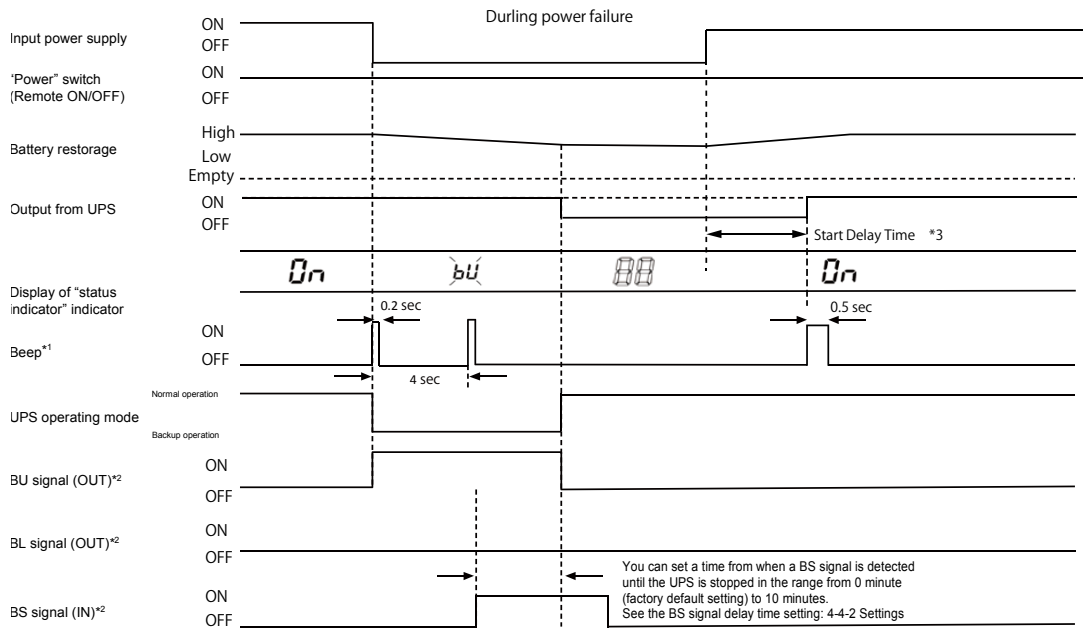 Durling power failure
Input power supply
ON
OFF
"Power" switch
(Remote ON/OFF)
ON
OFF
Battery restorage
High
Low
Empty
Output from UPS
ON
OFF
Start Delay Time *3
Display of "status
indicator" indicator
On
bU
88
On
Beep*1
ON
OFF
0.2 sec
4 sec
0.5 sec
UPS operating mode
Normal operation
Backup operation
BU signal (OUT)*2
ON
OFF
BL signal (OUT)*2
ON
OFF
BS signal (IN)*2
ON
OFF
You can set a time from when a BS signal is detected
until the UPS is stopped in the range from 0 minute
(factory default setting) to 10 minutes.
See the BS signal delay time setting: 4-4-2 Settings